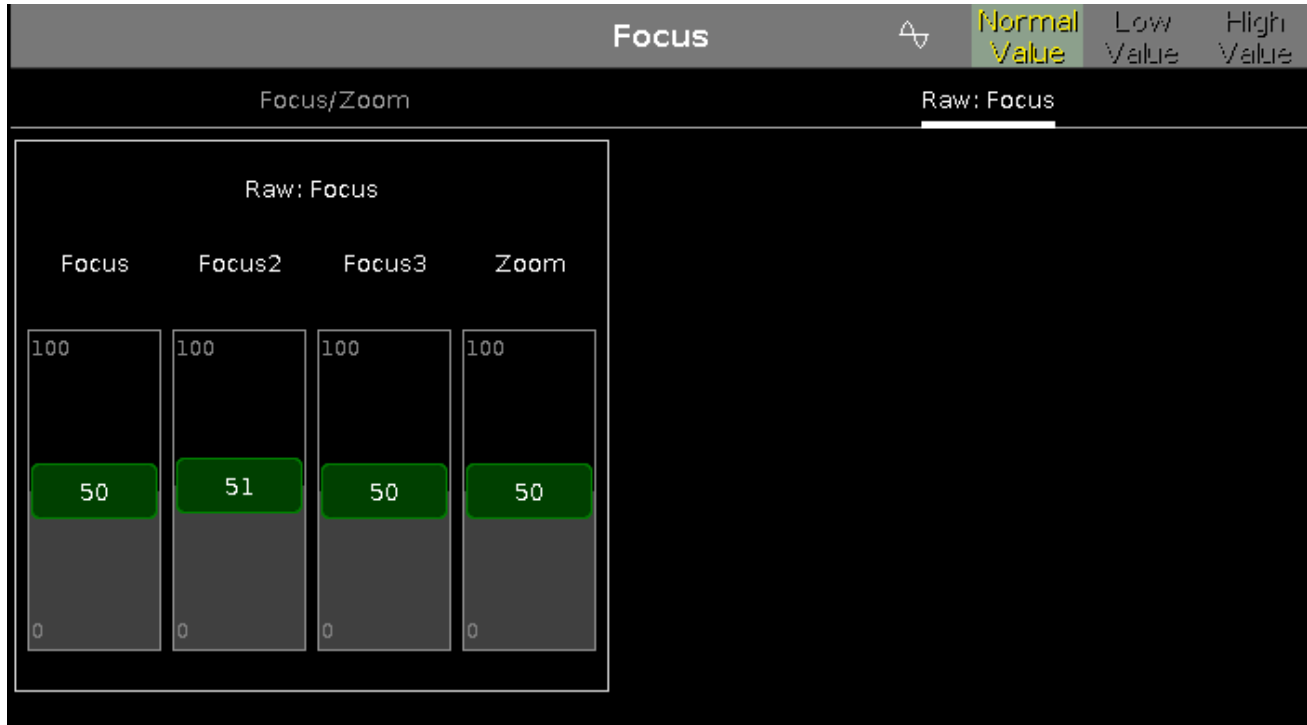 Focus
Normal Value
Low Value
High Value
Focus/Zoom
Raw: Focus
Raw: Focus
Focus Focus2 Focus3 Zoom
100 100 100 100
50 51 50 50
0 0 0 0